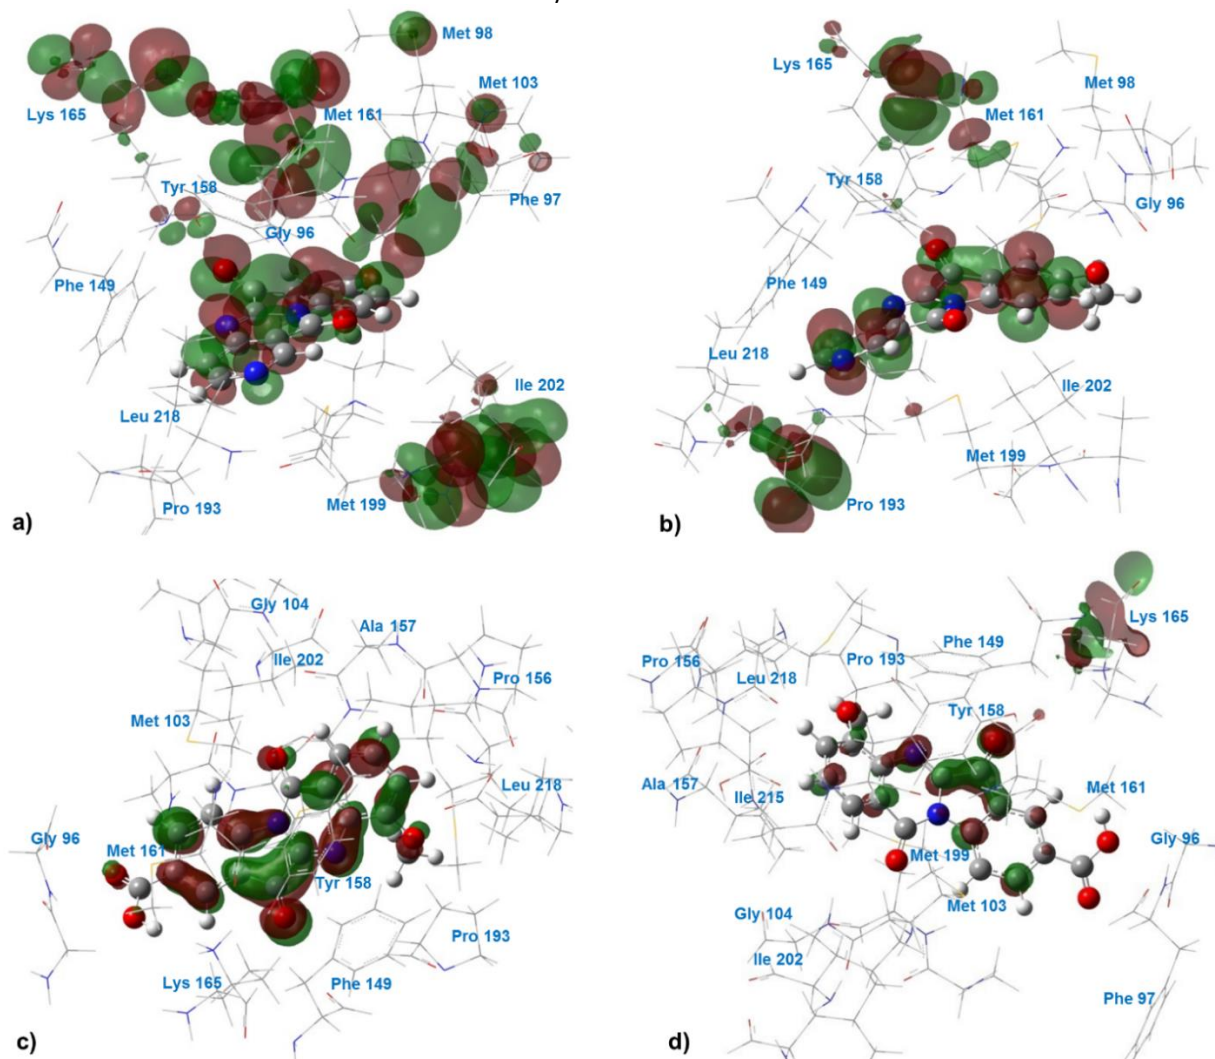 Met 98
Lys 165
Met 103
Met 161
Tyr 158
Phe 97
Gly 96
Phe 149
Leu 218
Ile 202
Pro 193
Met 199
a)
Lys 165
Met 98
Met 161
Tyr 158
Gly 96
Phe 149
Leu 218
Ile 202
Met 199
Pro 193
b)
Gly 104
Ala 157
Ile 202
Pro 156
Met 103
Leu 218
Gly 96
Met 161
Tyr 158
Pro 193
Lys 165
Phe 149
c)
Lys 165
Phe 149
Pro 156
Pro 193
Leu 218
Tyr 158
Ala 157
Ile 215
Met 161
Gly 96
Met 199
Met 103
Gly 104
Ile 202
Phe 97
d)